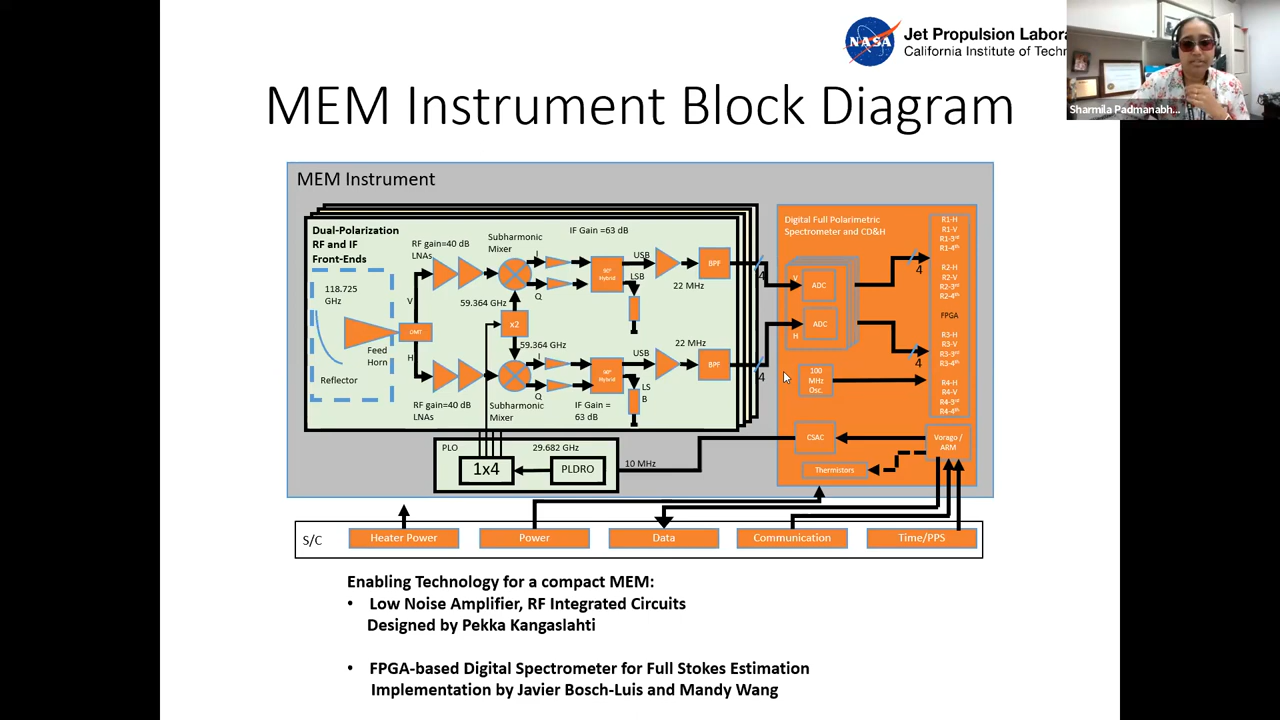 NASA
Jet Propulsion Labora
California Institute of Techn
Sharmila Padmanabh...
MEM Instrument Block Diagram
MEM Instrument
Dual-Polarization
RF and IF
Front-Ends
118.725
GHz
Feed
Horn
Reflector
OMT
V
H
RF gain=40 dB
LNAs
RF gain=40 dB
LNAs
Subharmonic
Mixer
59.364 GHz
x2
59.364 GHz
Subharmonic
Mixer
I
Q
I
Q
IF Gain =63 dB
90°
Hybrid
USB
LSB
22 MHz
BPF
4
90°
Hybrid
USB
LS
B
22 MHz
BPF
4
IF Gain =
63 dB
PLO
29.682 GHz
1x4
PLDRO
10 MHz
Digital Full Polarimetric
Spectrometer and CD&H
V
ADC
ADC
H
4
4
100
MHz
Osc.
CSAC
Thermistors
Vorago /
ARM
R1-H
R1-V
R1-3rd
R1-4th
R2-H
R2-V
R2-3rd
R2-4th
FPGA
R3-H
R3-V
R3-3rd
R3-4th
R4-H
R4-V
R4-3rd
R4-4th
S/C
Heater Power
Power
Data
Communication
Time/PPS
Enabling Technology for a compact MEM:
• Low Noise Amplifier, RF Integrated Circuits
Designed by Pekka Kangaslahti
• FPGA-based Digital Spectrometer for Full Stokes Estimation
Implementation by Javier Bosch-Luis and Mandy Wang